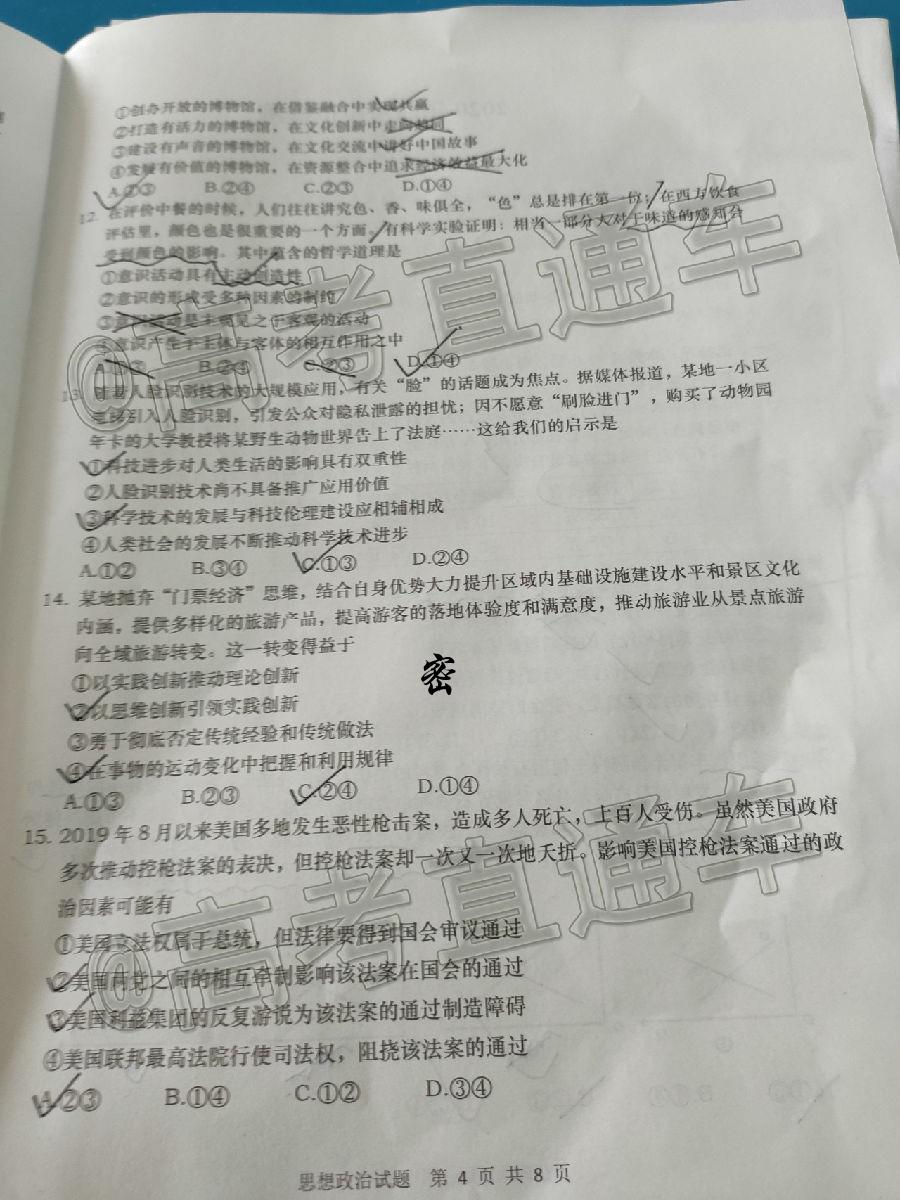 ①创办开放的博物馆，在借鉴融合中实现共赢
②打造有活力的博物馆，在文化创新中走向趋同
③建设有声音的博物馆，在文化交流中讲好中国故事
④发展有价值的博物馆，在资源整合中追求经济效益最大化
A.①③ B.②④ C.②③ D.①④
12. 在评价中餐的时候，人们往往讲究色、香、味俱全，“色”总是排在第一位；在西方饮食
评估里，颜色也是很重要的一个方面。有科学实验证明：相当一部分人对于味道的感知会
受到颜色的影响。其中蕴含的哲学道理是
①意识活动具有主动创造性
②意识的形成受多种因素的制约
③意识活动是主观见之于客观的活动
④意识产生于主体与客体的相互作用之中
A.①② B.②④ C.②③ D.①④
13. 随着人脸识别技术的大规模应用，有关“脸”的话题成为焦点。据媒体报道，某地一小区
电梯引入人脸识别，引发公众对隐私泄露的担忧；因不愿意“刷脸进门”，购买了动物园
年卡的大学教授将某野生动物世界告上了法庭……这给我们的启示是
①科技进步对人类生活的影响具有双重性
②人脸识别技术尚不具备推广应用价值
③科学技术的发展与科技伦理建设应相辅相成
④人类社会的发展不断推动科学技术进步
A.①② B.③④ C.①③ D.②④
14. 某地抛弃“门票经济”思维，结合自身优势大力提升区域内基础设施建设水平和景区文化
内涵，提供多样化的旅游产品，提高游客的落地体验度和满意度，推动旅游业从景点旅游
向全域旅游转变。这一转变得益于
①以实践创新推动理论创新
②以思维创新引领实践创新
③勇于彻底否定传统经验和传统做法
④在事物的运动变化中把握和利用规律
A.①③ B.②③ C.②④ D.①④
密
15. 2019年8月以来美国多地发生恶性枪击案，造成多人死亡，上百人受伤。虽然美国政府
多次推动控枪法案的表决，但控枪法案却一次又一次地夭折。影响美国控枪法案通过的政
治因素可能有
①美国立法权属于总统，但法律要得到国会审议通过
②美国两党之间的相互牵制影响该法案在国会的通过
③美国利益集团的反复游说为该法案的通过制造障碍
④美国联邦最高法院行使司法权，阻挠该法案的通过
A.②③ B.①④ C.①② D.③④
思想政治试题 第 4 页 共 8 页
@高考直通车
@高考直通车